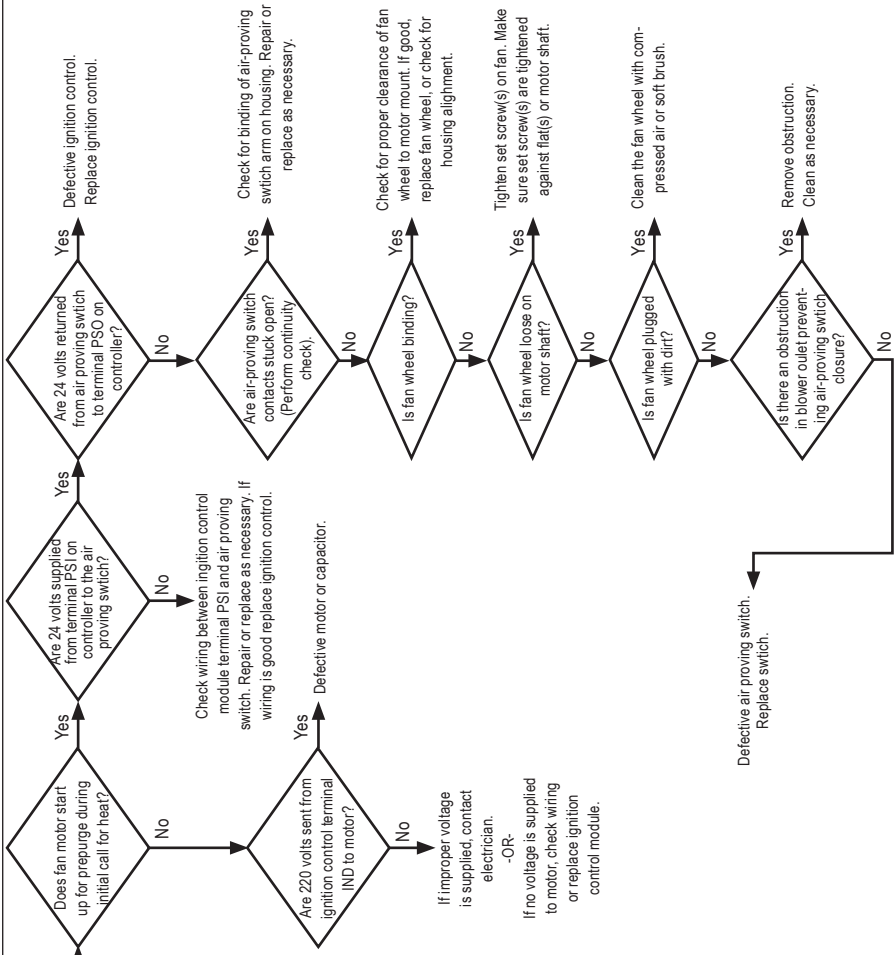 Does fan motor start
up for prepurge during
initial call for heat?
Yes
No
Are 24 volts supplied
from terminal PSI on
controller to the air
proving swtich?
Yes
No
Are 24 volts returned
from air proving swtich
to terminal PSO on
controller?
Yes
No
Defective ignition control.
Replace ignition control.
Check wiring between ingition control
module terminal PSI and air proving
switch. Repair or replace as necessary. If
wiring is good replace ignition control.
Are 220 volts sent from
ignition control terminal
IND to motor?
Yes
No
Defective motor or capacitor.
If improper voltage
is supplied, contact
electrician.
-OR-
If no voltage is supplied
to motor, check wiring
or replace ignition
control module.
Are air-proving switch
contacts stuck open?
(Perform continuity
check).
Yes
No
Check for binding of air-proving
swtich arm on housing. Repair or
replace as necessary.
Is fan wheel binding?
Yes
No
Check for proper clearance of fan
wheel to motor mount. If good,
replace fan wheel, or check for
housing alighment.
Is fan wheel loose on
motor shaft?
Yes
No
Tighten set screw(s) on fan. Make
sure set screw(s) are tightened
against flat(s) or motor shaft.
Is fan wheel plugged
with dirt?
Yes
No
Clean the fan wheel with com-
pressed air or soft brush.
Is there an obstruction
in blower oulet prevent-
ing air-proving swtich
closure?
Yes
No
Remove obstruction.
Clean as necessary.
Defective air proving switch.
Replace swtich.